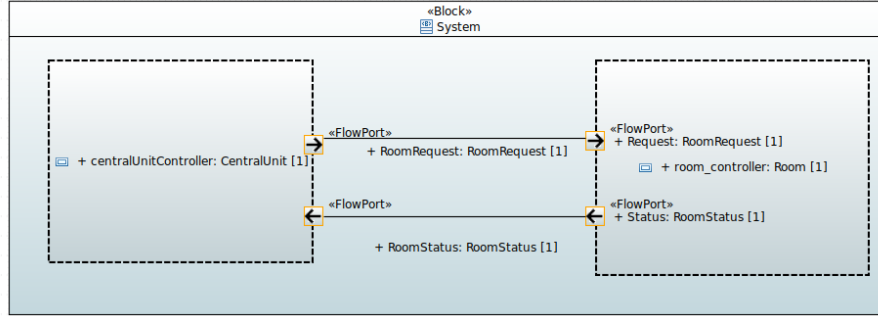 «Block»
System
«FlowPort»
+ RoomRequest: RoomRequest [1]
«FlowPort»
+ Request: RoomRequest [1]
+ centralUnitController: CentralUnit [1]
+ room_controller: Room [1]
«FlowPort»
+ RoomStatus: RoomStatus [1]
«FlowPort»
+ Status: RoomStatus [1]